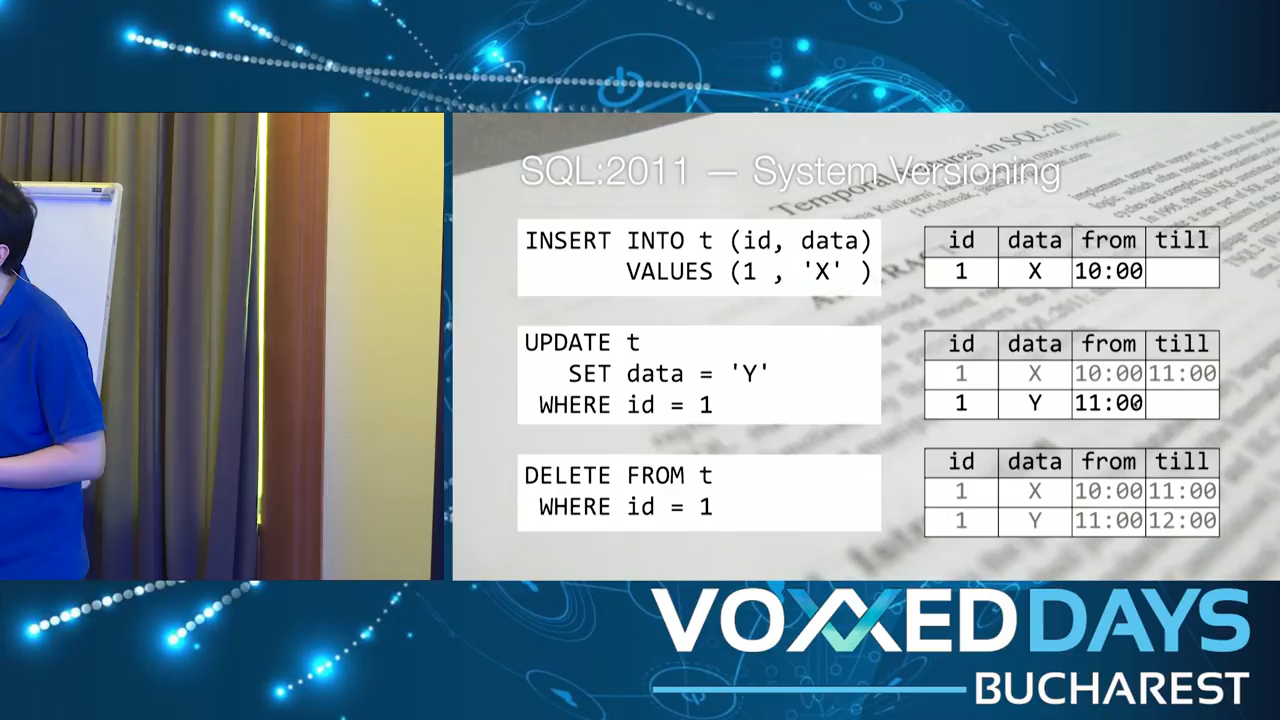 SQL:2011 — System Versioning
INSERT INTO t (id, data)
VALUES (1 , 'X' )
id data from till
1 X 10:00
UPDATE t
SET data = 'Y'
WHERE id = 1
id data from till
1 X 10:00 11:00
1 Y 11:00
DELETE FROM t
WHERE id = 1
id data from till
1 X 10:00 11:00
1 Y 11:00 12:00
VOXXED DAYS
BUCHAREST